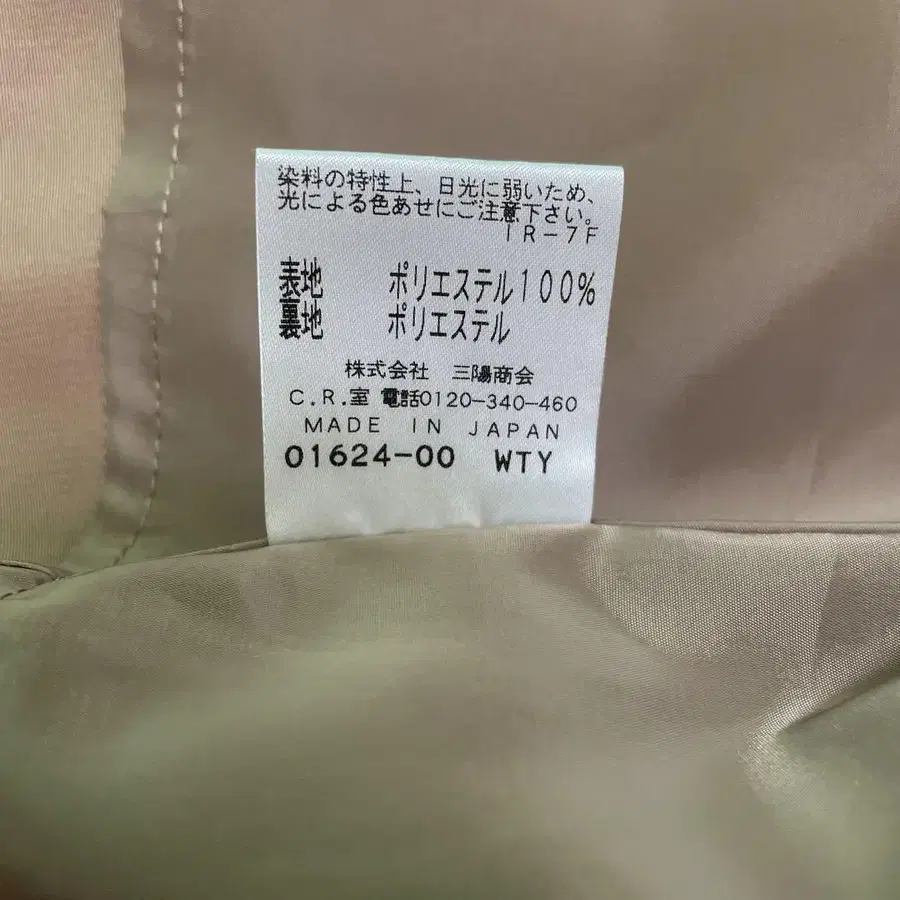 染料の特性上、日光に弱いため、
光による色あせにご注意下さい。
IR-7F
表地 ポリエステル100%
裏地 ポリエステル
株式会社 三陽商会
C.R.室 電話0120-340-460
MADE IN JAPAN
01624-00 WTY